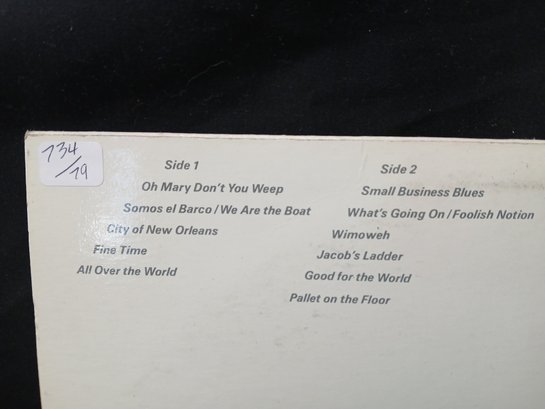 734/79
Side 1
Oh Mary Don't You Weep
Somos el Barco/We Are the Boat
City of New Orleans
Fine Time
All Over the World
Side 2
Small Business Blues
What's Going On/Foolish Notion
Wimoweh
Jacob's Ladder
Good for the World
Pallet on the Floor